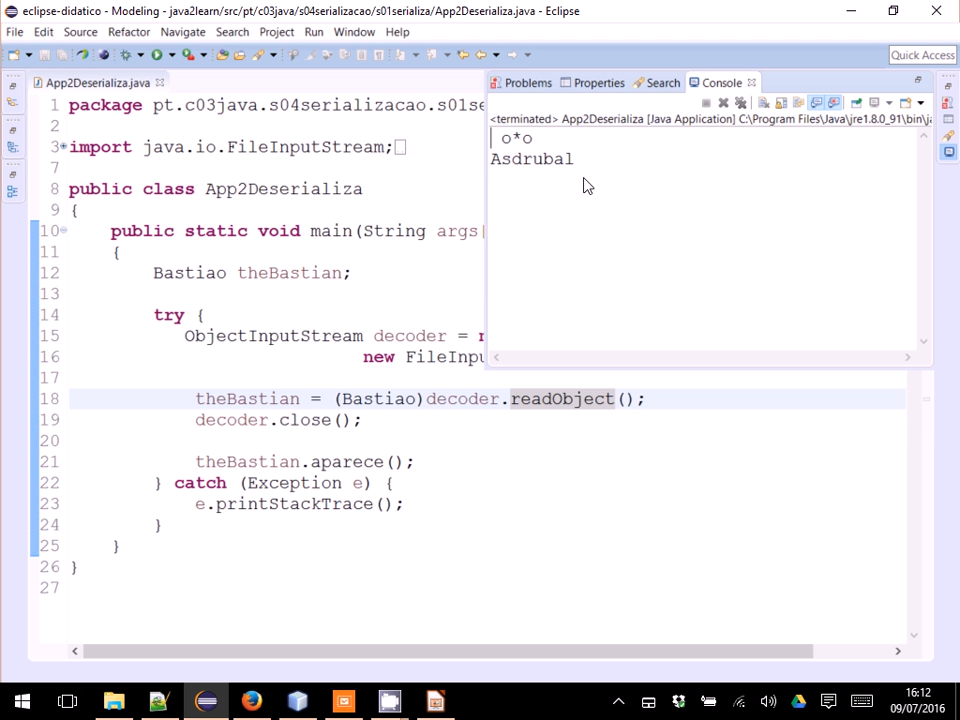 eclipse-didatico - Modeling - java2learn/src/pt/c03java/s04serializacao/s01serializa/App2Deserializa.java - Eclipse
File Edit Source Refactor Navigate Search Project Run Window Help
Quick Access
App2Deserializa.java
Problems Properties Search Console
<terminated> App2Deserializa [Java Application] C:\Program Files\Java\jre1.8.0_91\bin\ja
o*o
Asdrubal
1 package pt.c03java.s04serializacao.s01se
2
3 import java.io.FileInputStream;
7
8 public class App2Deserializa
9 {
10 public static void main(String args[
11 {
12 Bastiao theBastian;
13
14 try {
15 ObjectInputStream decoder = n
16 new FileInpu
17
18 theBastian = (Bastiao)decoder.readObject();
19 decoder.close();
20
21 theBastian.aparece();
22 } catch (Exception e) {
23 e.printStackTrace();
24 }
25 }
26 }
27
16:12
09/07/2016